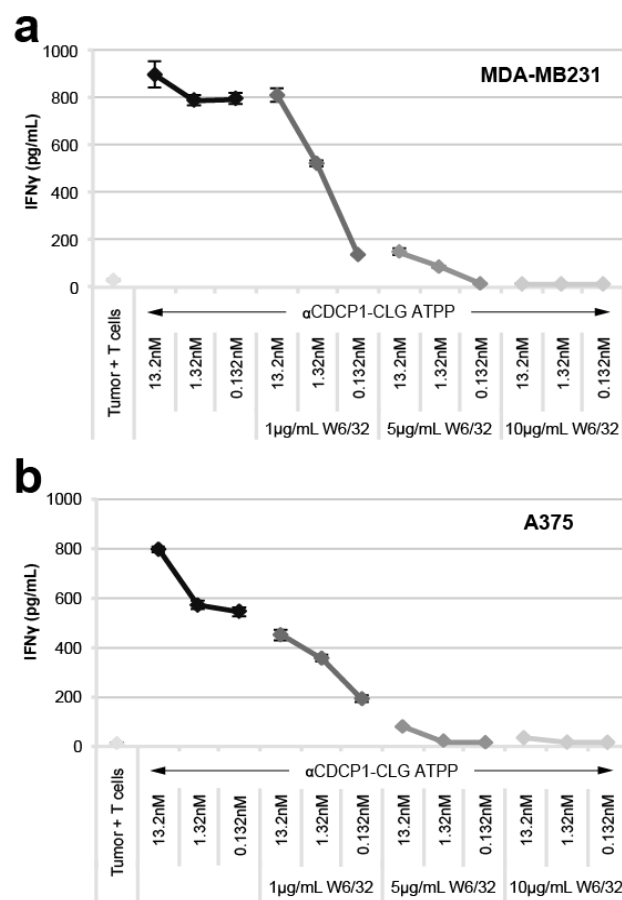 a
1000
800
600
400
200
0
IFNγ (pg/mL)
MDA-MB231
αCDCP1-CLG ATPP
Tumor + T cells
13.2nM
1.32nM
0.132nM
13.2nM
1.32nM
0.132nM
13.2nM
1.32nM
0.132nM
13.2nM
1.32nM
0.132nM
1µg/mL W6/32
5µg/mL W6/32
10µg/mL W6/32
b
1000
800
600
400
200
0
IFNγ (pg/mL)
A375
αCDCP1-CLG ATPP
Tumor + T cells
13.2nM
1.32nM
0.132nM
13.2nM
1.32nM
0.132nM
13.2nM
1.32nM
0.132nM
13.2nM
1.32nM
0.132nM
1µg/mL W6/32
5µg/mL W6/32
10µg/mL W6/32